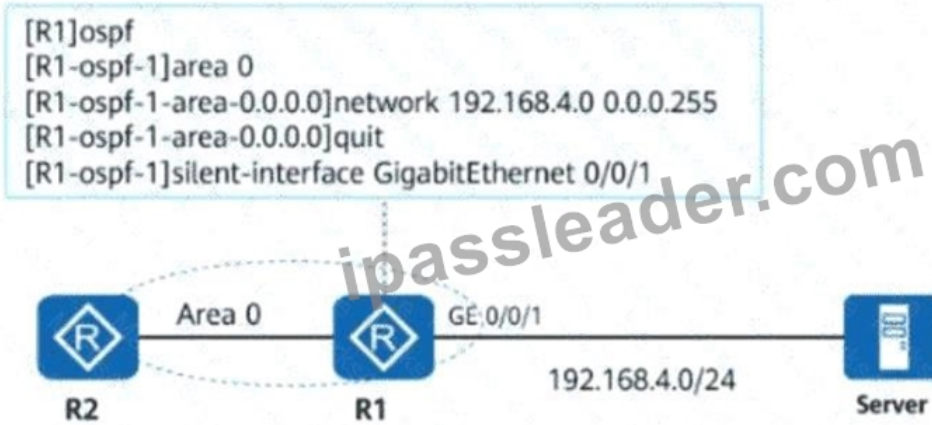 [R1]ospf
[R1-ospf-1]area 0
[R1-ospf-1-area-0.0.0.0]network 192.168.4.0 0.0.0.255
[R1-ospf-1-area-0.0.0.0]quit
[R1-ospf-1]silent-interface GigabitEthernet 0/0/1
ipassleader.com
Area 0
GE 0/0/1
R
R
192.168.4.0/24
R2
R1
Server